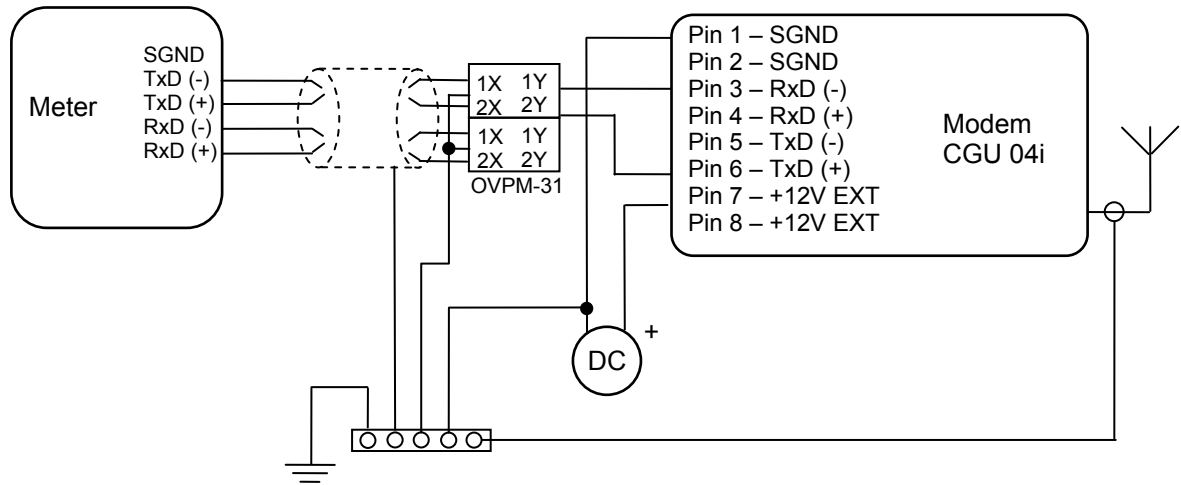 SGND
TxD (-)
TxD (+)
RxD (-)
RxD (+)
Meter
1X 1Y
2X 2Y
1X 1Y
2X 2Y
OVPM-31
Pin 1 – SGND
Pin 2 – SGND
Pin 3 – RxD (-)
Pin 4 – RxD (+)
Pin 5 – TxD (-)
Pin 6 – TxD (+)
Pin 7 – +12V EXT
Pin 8 – +12V EXT
Modem
CGU 04i
+
DC